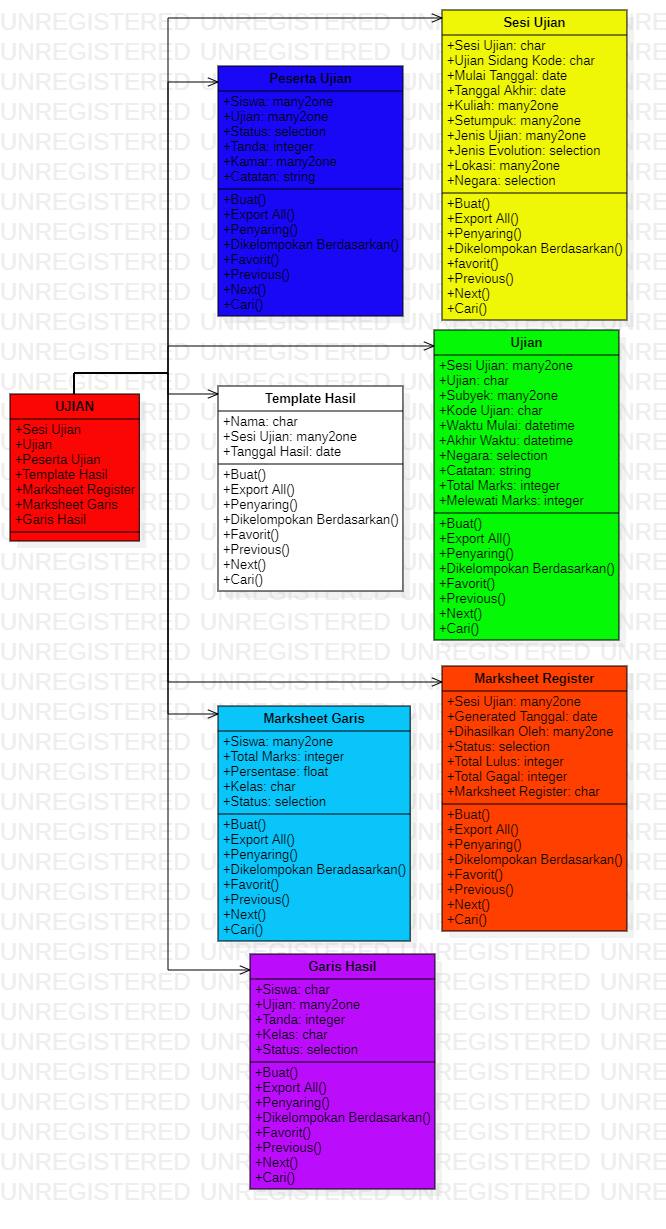 UJIAN
+Sesi Ujian
+Ujian
+Peserta Ujian
+Template Hasil
+Marksheet Register
+Marksheet Garis
+Garis Hasil
Peserta Ujian
+Siswa: many2one
+Ujian: many2one
+Status: selection
+Tanda: integer
+Kamar: many2one
+Catatan: string
+Buat()
+Export All()
+Penyaring()
+Dikelompokan Berdasarkan()
+Favorit()
+Previous()
+Next()
+Cari()
Sesi Ujian
+Sesi Ujian: char
+Ujian Sidang Kode: char
+Mulai Tanggal: date
+Tanggal Akhir: date
+Kuliah: many2one
+Setumpuk: many2one
+Jenis Ujian: many2one
+Jenis Evolution: selection
+Lokasi: many2one
+Negara: selection
+Buat()
+Export All()
+Penyaring()
+Dikelompokan Berdasarkan()
+favorit()
+Previous()
+Next()
+Cari()
Ujian
+Sesi Ujian: many2one
+Ujian: char
+Subyek: many2one
+Kode Ujian: char
+Waktu Mulai: datetime
+Akhir Waktu: datetime
+Negara: selection
+Catatan: string
+Total Marks: integer
+Melewati Marks: integer
+Buat()
+Export All()
+Penyaring()
+Dikelompokan Berdasarkan()
+Favorit()
+Previous()
+Next()
+Cari()
Template Hasil
+Nama: char
+Sesi Ujian: many2one
+Tanggal Hasil: date
+Buat()
+Export All()
+Penyaring()
+Dikelompokan Berdasarkan()
+Favorit()
+Previous()
+Next()
+Cari()
Marksheet Register
+Sesi Ujian: many2one
+Generated Tanggal: date
+Dihasilkan Oleh: many2one
+Status: selection
+Total Lulus: integer
+Total Gagal: integer
+Marksheet Register: char
+Buat()
+Export All()
+Penyaring()
+Dikelompokan Berdasarkan()
+Favorit()
+Previous()
+Next()
+Cari()
Marksheet Garis
+Siswa: many2one
+Total Marks: integer
+Persentase: float
+Kelas: char
+Status: selection
+Buat()
+Export All()
+Penyaring()
+Dikelompokan Beradasarkan()
+Favorit()
+Previous()
+Next()
+Cari()
Garis Hasil
+Siswa: char
+Ujian: many2one
+Tanda: integer
+Kelas: char
+Status: selection
+Buat()
+Export All()
+Penyaring()
+Dikelompokan Berdasarkan()
+Favorit()
+Previous()
+Next()
+Cari()
UNREGISTERED UNREGISTERED UNREGISTERED UNREGISTERED